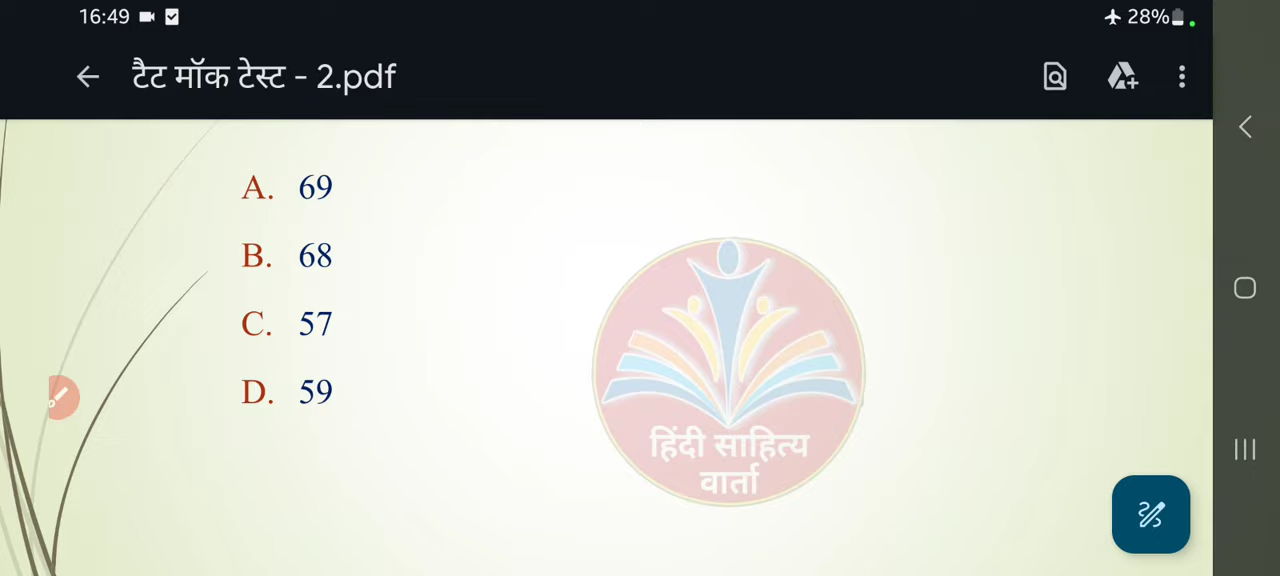 16:49 28%
टैट मॉक टेस्ट - 2.pdf
A. 69
B. 68
C. 57
D. 59
हिंदी साहित्य
वार्ता